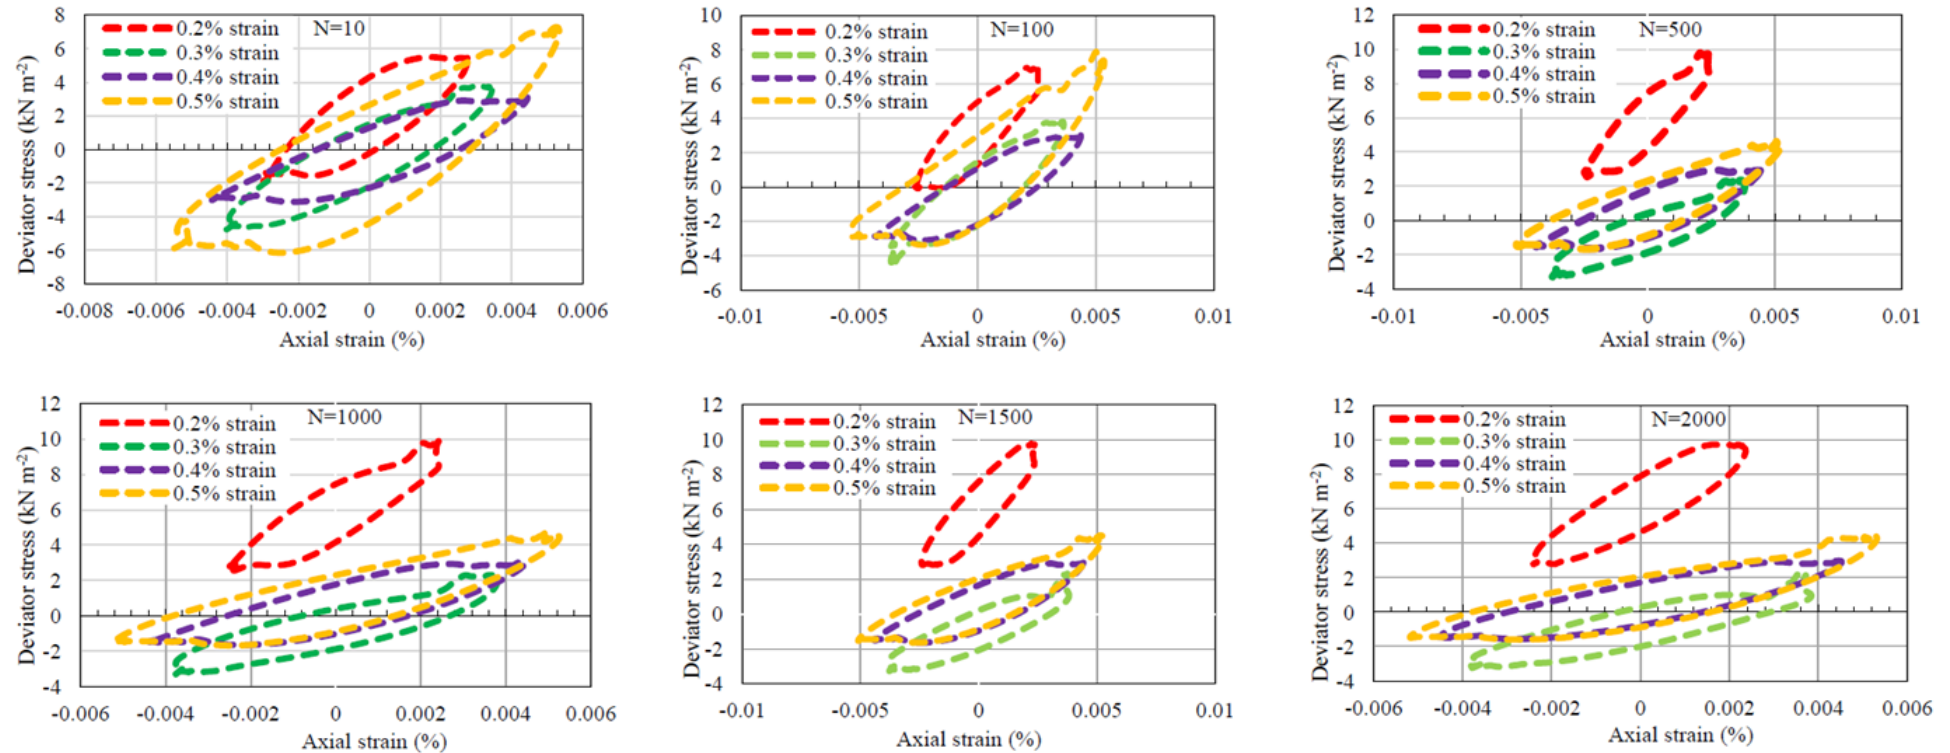 8
6
4
2
0
-2
-4
-6
-8
Deviator stress (kN m-2)
0.2% strain
0.3% strain
0.4% strain
0.5% strain
N=10
-0.008 -0.006 -0.004 -0.002 0 0.002 0.004 0.006
Axial strain (%)
10
8
6
4
2
0
-2
-4
-6
Deviator stress (kN m-2)
0.2% strain
0.3% strain
0.4% strain
0.5% strain
N=100
-0.01 -0.005 0 0.005 0.01
Axial strain (%)
12
10
8
6
4
2
0
-2
-4
Deviator stress (kN m-2)
0.2% strain
0.3% strain
0.4% strain
0.5% strain
N=500
-0.01 -0.005 0 0.005 0.01
Axial strain (%)
12
10
8
6
4
2
0
-2
-4
Deviator stress (kN m-2)
0.2% strain
0.3% strain
0.4% strain
0.5% strain
N=1000
-0.006 -0.004 -0.002 0 0.002 0.004 0.006
Axial strain (%)
12
10
8
6
4
2
0
-2
-4
Deviator stress (kN m-2)
0.2% strain
0.3% strain
0.4% strain
0.5% strain
N=1500
-0.01 -0.005 0 0.005 0.01
Axial strain (%)
12
10
8
6
4
2
0
-2
-4
Deviator stress (kN m-2)
0.2% strain
0.3% strain
0.4% strain
0.5% strain
N=2000
-0.006 -0.004 -0.002 0 0.002 0.004 0.006
Axial strain (%)